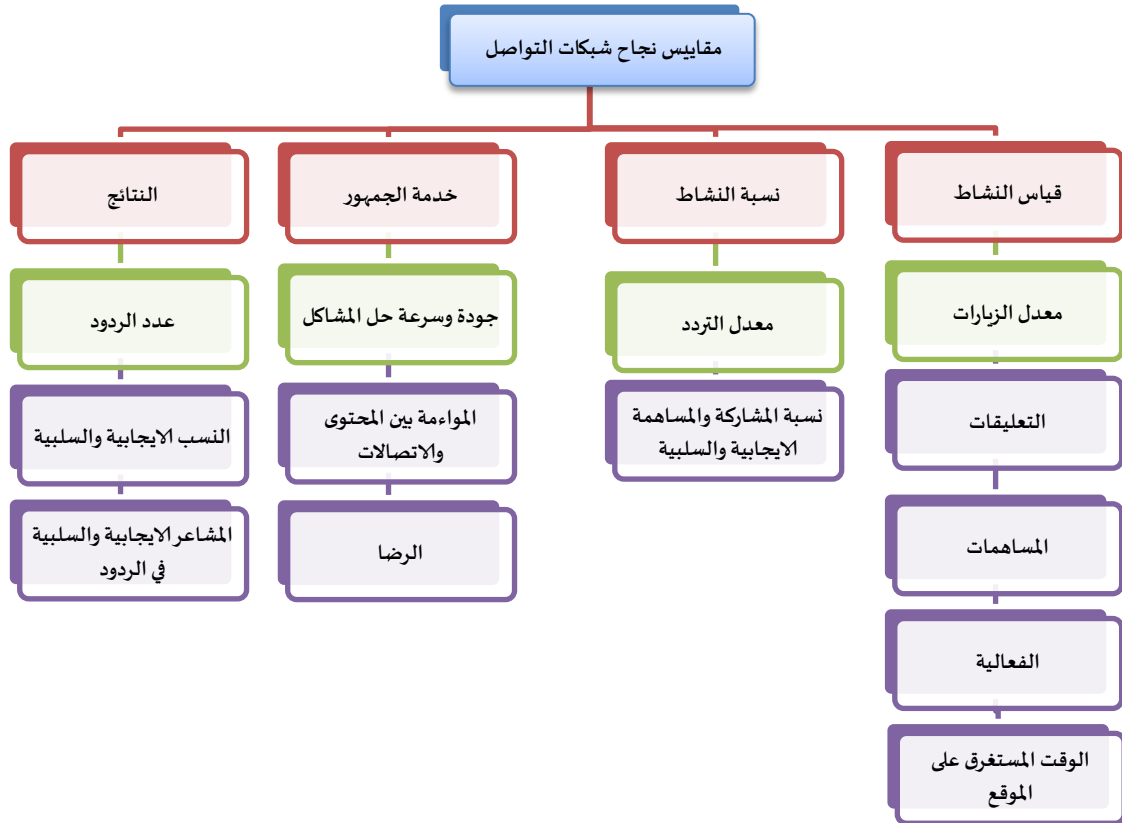 مقاييس نجاح شبكات التواصل
قياس النشاط
معدل الزيارات
التعليقات
المساهمات
الفعالية
الوقت المستغرق على
الموقع
نسبة النشاط
معدل التردد
نسبة المشاركة والمساهمة
الايجابية والسلبية
خدمة الجمهور
جودة وسرعة حل المشاكل
المواءمة بين المحتوى
والاتصالات
الرضا
النتائج
عدد الردود
النسب الايجابية والسلبية
المشاعر الايجابية والسلبية
في الردود